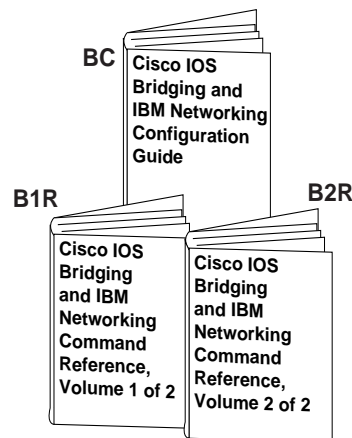 BC
Cisco IOS
Bridging and
IBM Networking
Configuration
Guide
B1R
Cisco IOS
Bridging
and IBM
Networking
Command
Reference,
Volume 1 of 2
B2R
Cisco IOS
Bridging
and IBM
Networking
Command
Reference,
Volume 2 of 2